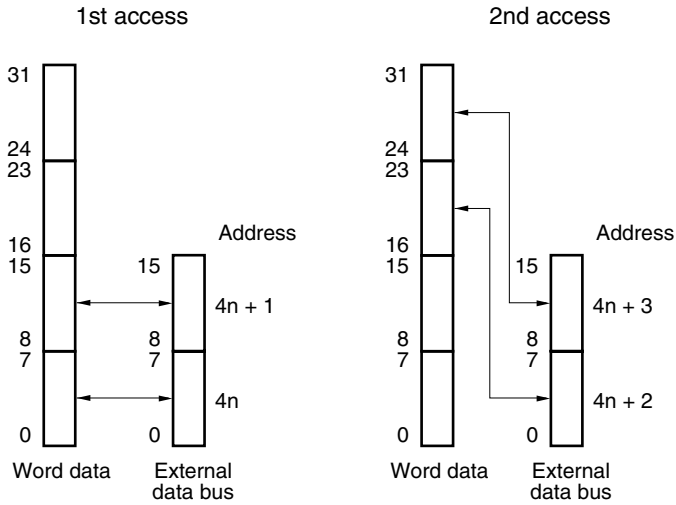 1st access
31
24
23
16
15
8
7
0
Word data
Address
15
8
7
0
4n + 1
4n
External
data bus
2nd access
31
24
23
16
15
8
7
0
Word data
Address
15
8
7
0
4n + 3
4n + 2
External
data bus